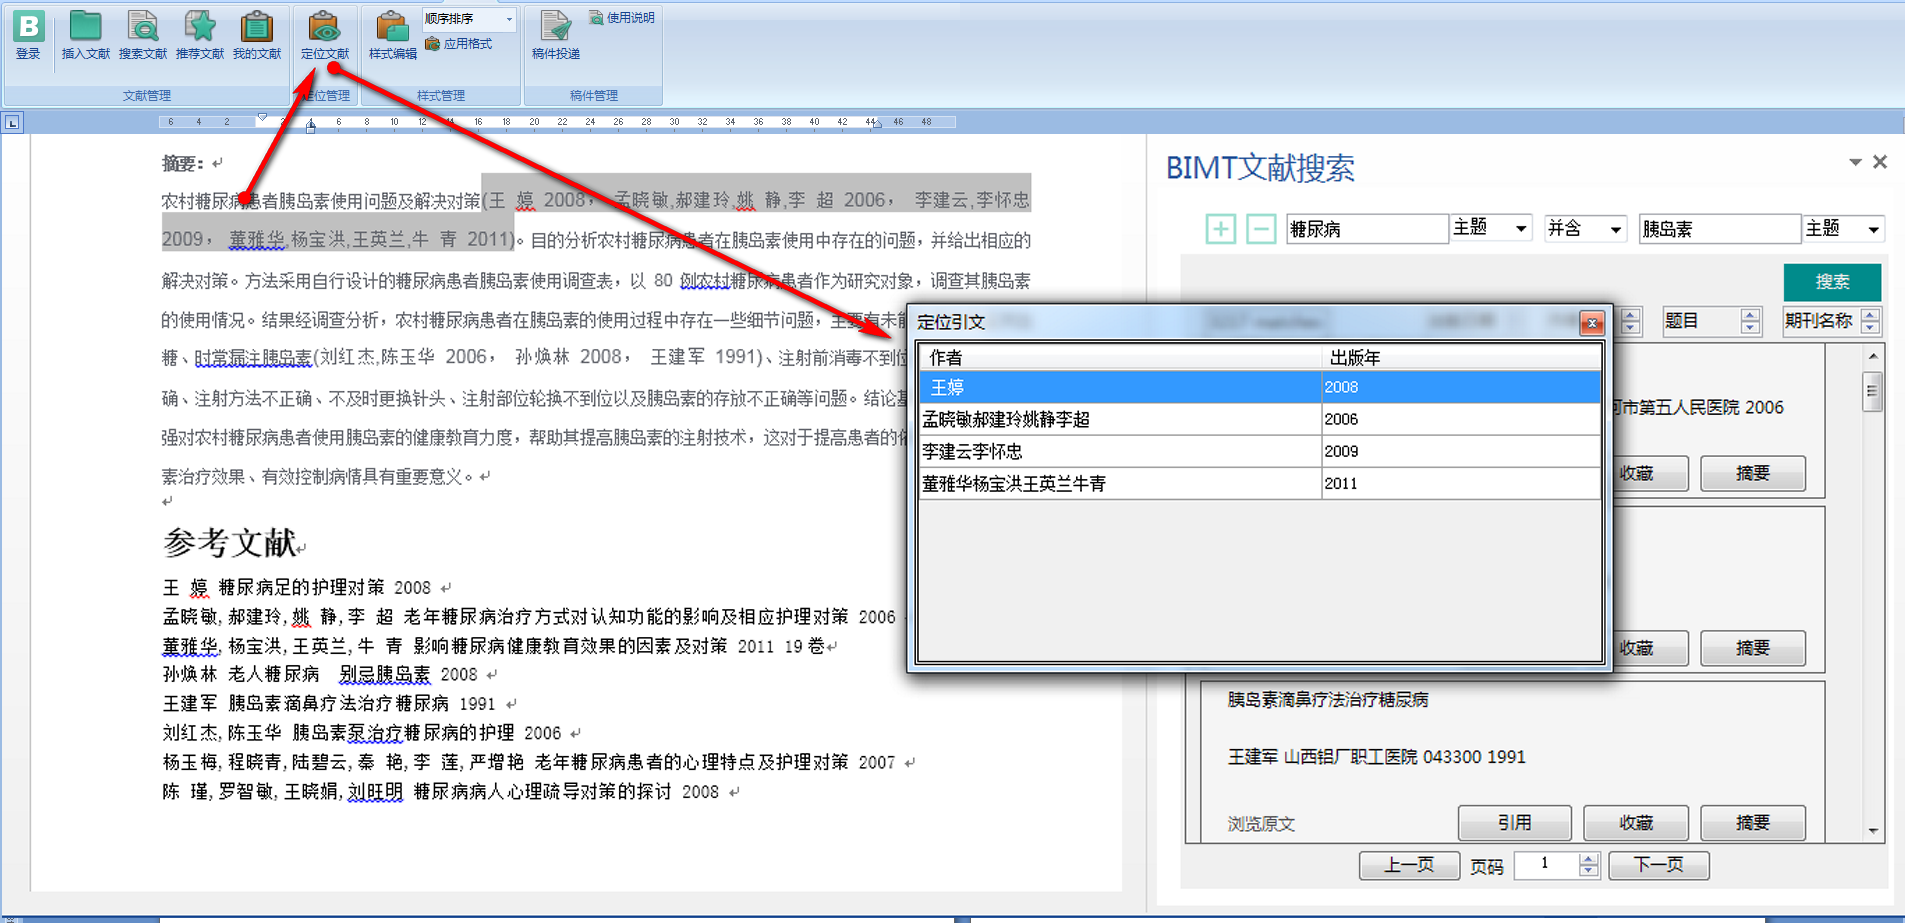 B
登录
插入文献
搜索文献
推荐文献
我的文献
文献管理
定位文献
位管理
样式编辑
顺序排序
应用格式
样式管理
稿件投递
使用说明
稿件管理
6 4 2 2 4 6 8 10 12 14 16 18 20 22 24 26 28 30 32 34 36 38 40 42 44 46 48
摘要：
农村糖尿病患者胰岛素使用问题及解决对策(王 婷 2008， 孟晓敏,郝建玲,姚 静,李 超 2006， 李建云,李怀忠
2009， 董雅华,杨宝洪,王英兰,牛 青 2011)。目的分析农村糖尿病患者在胰岛素使用中存在的问题，并给出相应的
解决对策。方法采用自行设计的糖尿病患者胰岛素使用调查表，以 80 例农村糖尿病患者作为研究对象，调查其胰岛素
的使用情况。结果经调查分析，农村糖尿病患者在胰岛素的使用过程中存在一些细节问题，主要有未能
糖、时常漏注胰岛素(刘红杰,陈玉华 2006， 孙焕林 2008， 王建军 1991)、注射前消毒不到位
确、注射方法不正确、不及时更换针头、注射部位轮换不到位以及胰岛素的存放不正确等问题。结论基
强对农村糖尿病患者使用胰岛素的健康教育力度，帮助其提高胰岛素的注射技术，这对于提高患者的依
素治疗效果、有效控制病情具有重要意义。
参考文献
王 婷 糖尿病足的护理对策 2008
孟晓敏,郝建玲,姚 静,李 超 老年糖尿病治疗方式对认知功能的影响及相应护理对策 2006
董雅华,杨宝洪,王英兰,牛 青 影响糖尿病健康教育效果的因素及对策 2011 19卷
孙焕林 老人糖尿病 别忌胰岛素 2008
王建军 胰岛素滴鼻疗法治疗糖尿病 1991
刘红杰,陈玉华 胰岛素泵治疗糖尿病的护理 2006
杨玉梅,程晓青,陆碧云,秦 艳,李 莲,严增艳 老年糖尿病患者的心理特点及护理对策 2007
陈 瑾,罗智敏,王晓娟,刘旺明 糖尿病病人心理疏导对策的探讨 2008
BIMT文献搜索
糖尿病 主题 并含 胰岛素 主题
搜索
题目 期刊名称
定位引文
作者 出版年
王婷 2008
孟晓敏郝建玲姚静李超 2006
李建云李怀忠 2009
董雅华杨宝洪王英兰牛青 2011
河市第五人民医院 2006
收藏 摘要
收藏 摘要
胰岛素滴鼻疗法治疗糖尿病
王建军 山西铝厂职工医院 043300 1991
浏览原文 引用 收藏 摘要
上一页 页码 1 下一页